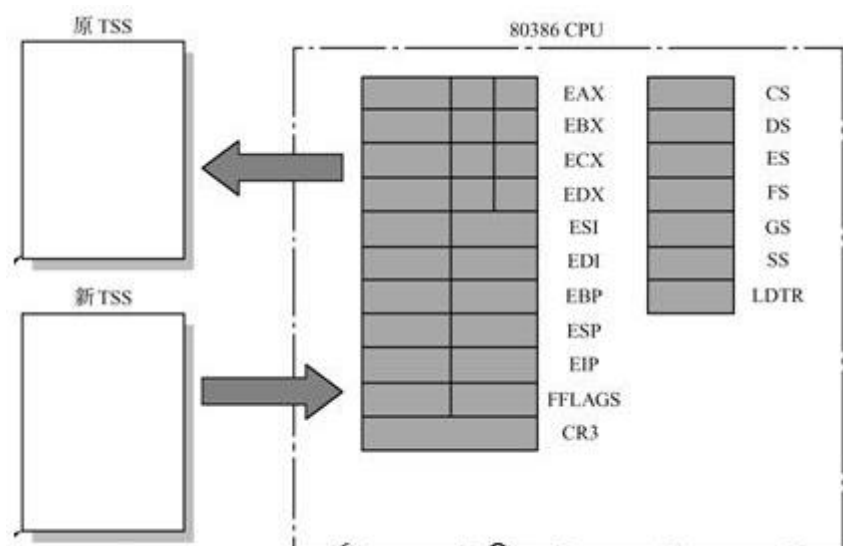 原 TSS
80386 CPU
EAX
EBX
ECX
EDX
ESI
EDI
EBP
ESP
EIP
FFLAGS
CR3
CS
DS
ES
FS
GS
SS
LDTR
新 TSS